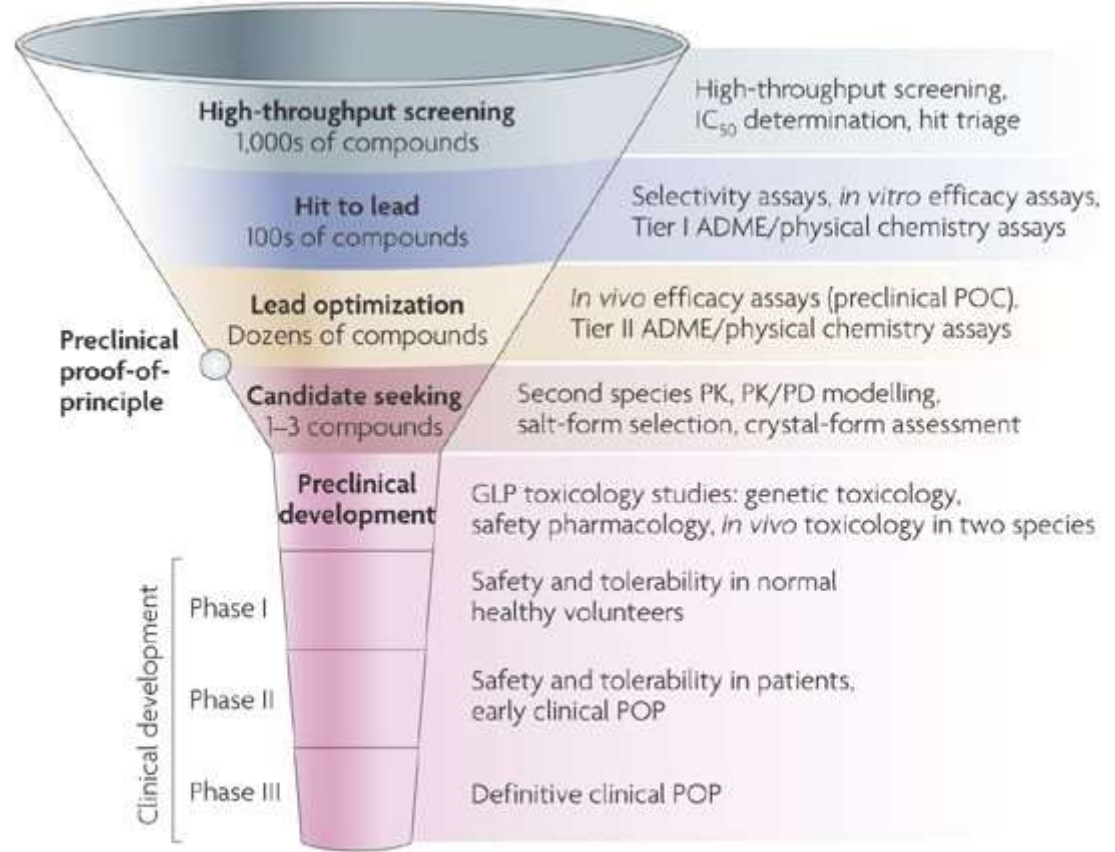 High-throughput screening
1,000s of compounds
High-throughput screening,
IC₅₀ determination, hit triage
Hit to lead
100s of compounds
Selectivity assays, in vitro efficacy assays,
Tier I ADME/physical chemistry assays
Lead optimization
Dozens of compounds
In vivo efficacy assays (preclinical POC),
Tier II ADME/physical chemistry assays
Preclinical
proof-of-
principle
Candidate seeking
1–3 compounds
Second species PK, PK/PD modelling,
salt-form selection, crystal-form assessment
Preclinical
development
GLP toxicology studies: genetic toxicology,
safety pharmacology, in vivo toxicology in two species
Clinical development
Phase I
Safety and tolerability in normal
healthy volunteers
Phase II
Safety and tolerability in patients,
early clinical POP
Phase III
Definitive clinical POP